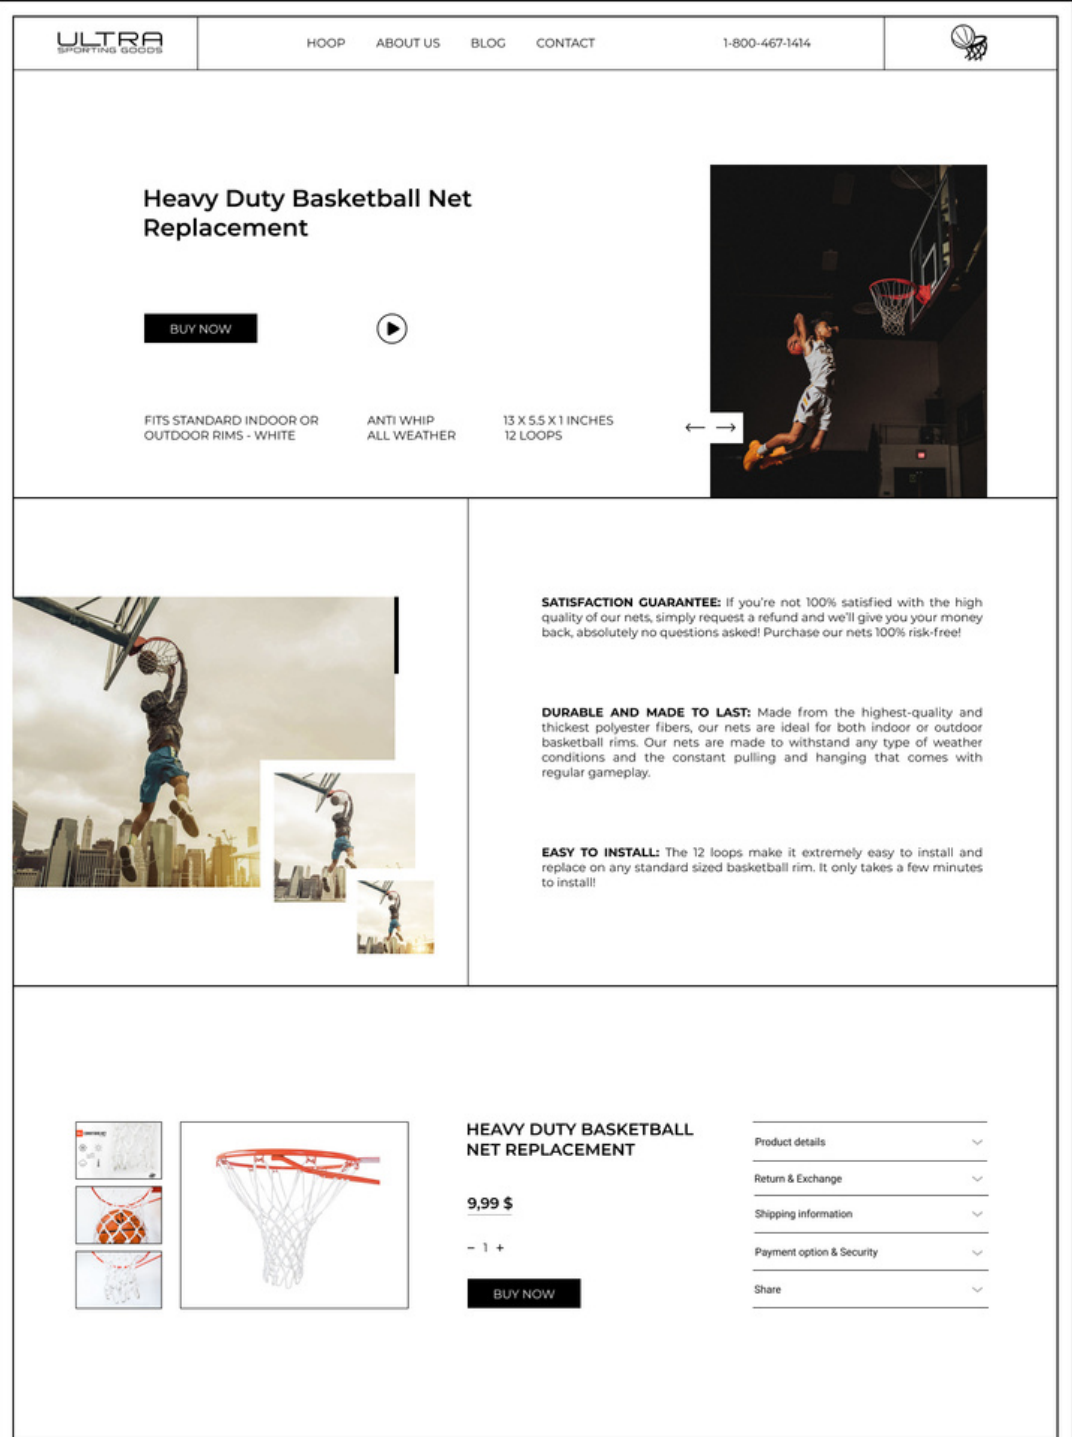 ULTRA
SPORTING GOODS
HOOP
ABOUT US
BLOG
CONTACT
1-800-467-1414
Heavy Duty Basketball Net
Replacement
BUY NOW
FITS STANDARD INDOOR OR
OUTDOOR RIMS - WHITE
ANTI WHIP
ALL WEATHER
13 X 5.5 X 1 INCHES
12 LOOPS
SATISFACTION GUARANTEE: If you're not 100% satisfied with the high
quality of our nets, simply request a refund and we'll give you your money
back, absolutely no questions asked! Purchase our nets 100% risk-free!
DURABLE AND MADE TO LAST: Made from the highest-quality and
thickest polyester fibers, our nets are ideal for both indoor or outdoor
basketball rims. Our nets are made to withstand any type of weather
conditions and the constant pulling and hanging that comes with
regular gameplay.
EASY TO INSTALL: The 12 loops make it extremely easy to install and
replace on any standard sized basketball rim. It only takes a few minutes
to install!
HEAVY DUTY BASKETBALL
NET REPLACEMENT
9,99 $
– 1 +
BUY NOW
Product details
Return & Exchange
Shipping information
Payment option & Security
Share